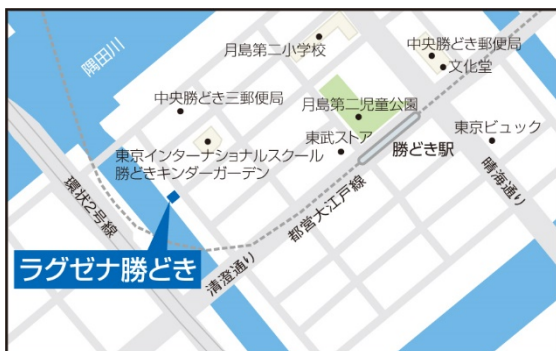 隅田川
月島第二小学校
中央勝どき郵便局
文化堂
中央勝どき三郵便局
月島第二児童公園
東京インターナショナルスクール
勝どきキンダーガーデン
東武ストア
勝どき駅
東京ビュック
環状2号線
都営大江戸線
晴海通り
ラグゼナ勝どき
清澄通り